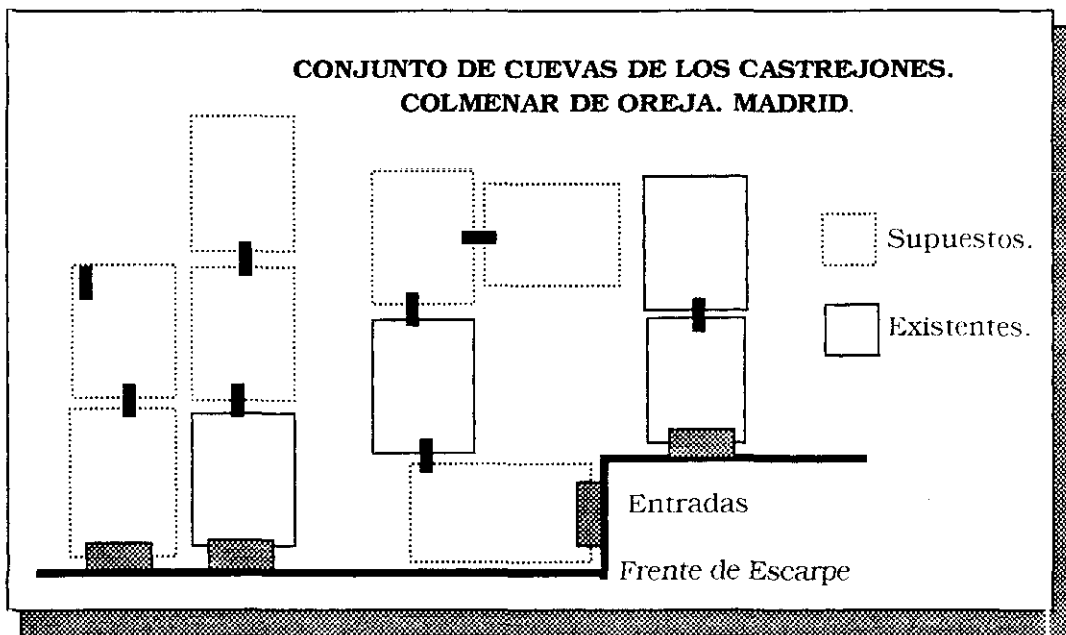 CONJUNTO DE CUEVAS DE LOS CASTREJONES.
COLMENAR DE OREJA. MADRID.
Supuestos.
Existentes.
Entradas
Frente de Escarpe